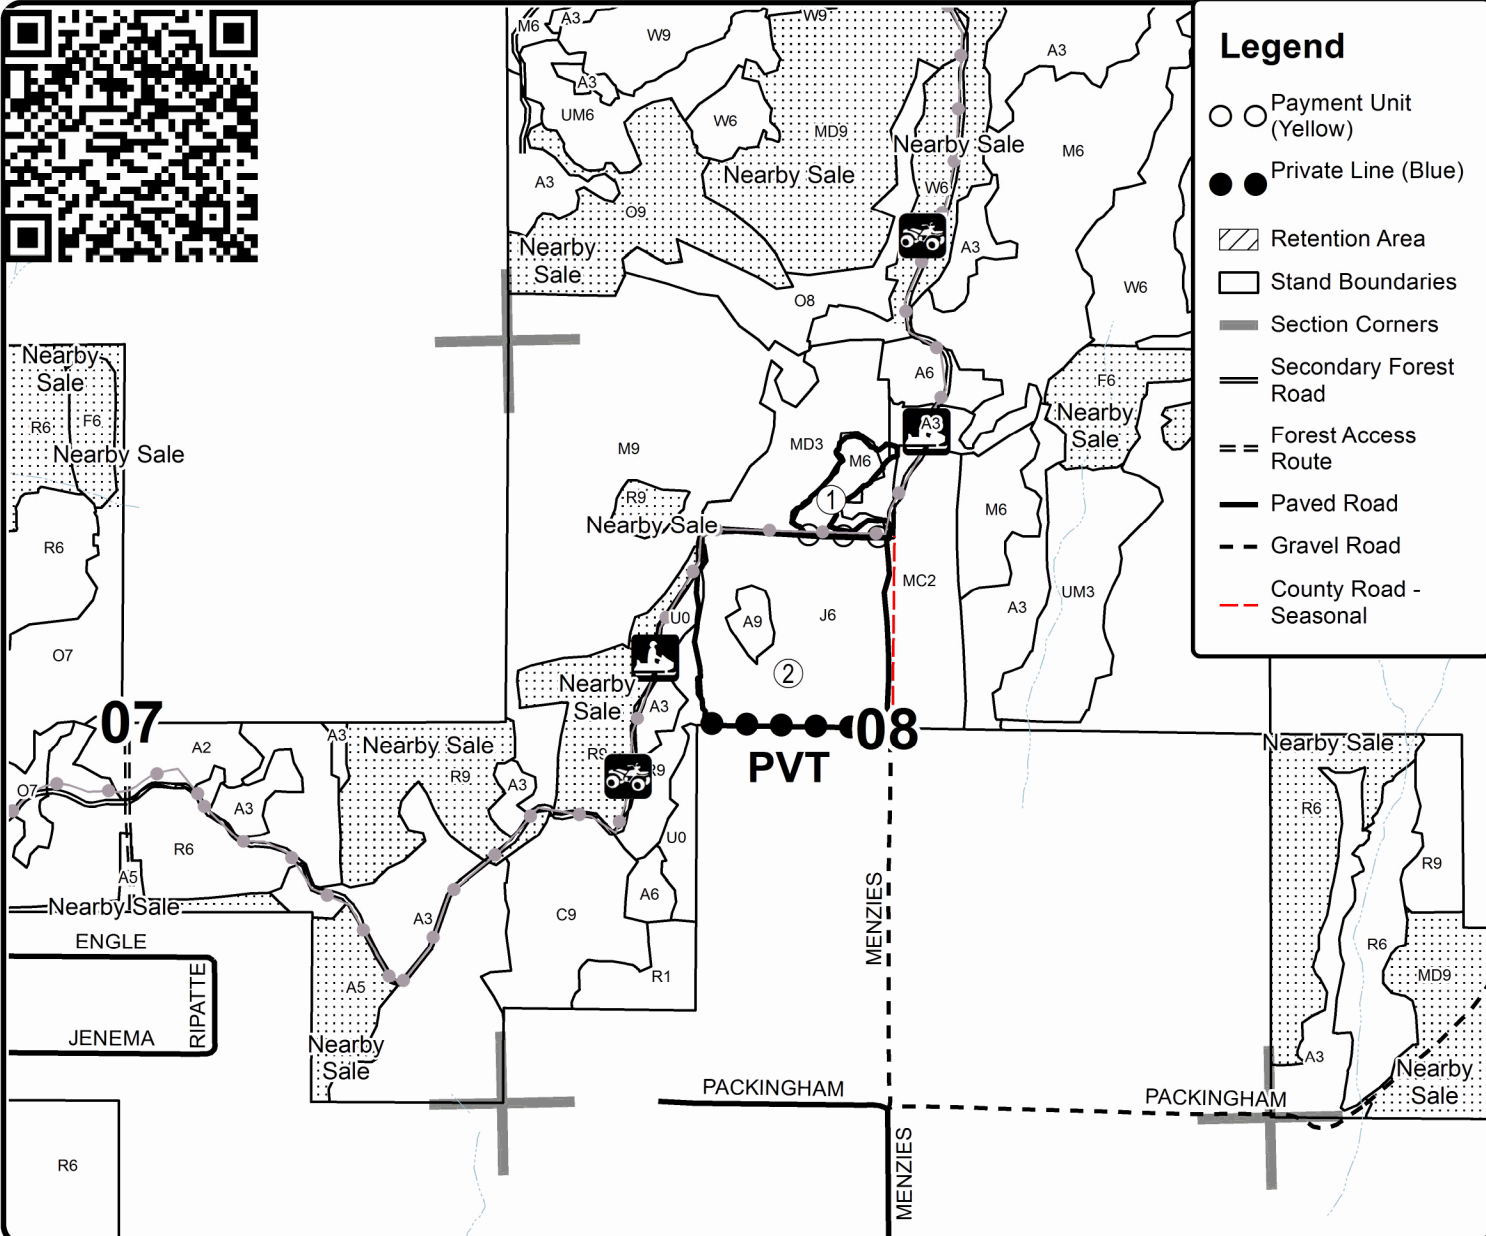 M6
A3
W9
W9
A3
A3
UM6
W6
MD9
Nearby Sale
M6
Nearby Sale
A3
W6
O9
Nearby
Sale
A3
W6
O8
Nearby
Sale
A6
F6
R6
F6
Nearby
Sale
Nearby Sale
A3
MD3
M9
M6
R9
1
M6
Nearby Sale
R6
MC2
UM3
A3
U0
A9
J6
O7
2
Nearby
Sale
A3
07
08
PVT
A2
A3
Nearby Sale
R9
R9
R9
A3
Nearby Sale
O7
A3
R6
R6
U0
R9
A5
A6
Nearby Sale
A3
C9
MENZIES
ENGLE
R6
RIPATTE
A5
R1
MD9
JENEMA
Nearby
Sale
A3
Nearby
Sale
PACKINGHAM
PACKINGHAM
R6
MENZIES
Legend
Payment Unit
(Yellow)
Private Line (Blue)
Retention Area
Stand Boundaries
Section Corners
Secondary Forest
Road
Forest Access
Route
Paved Road
Gravel Road
County Road -
Seasonal